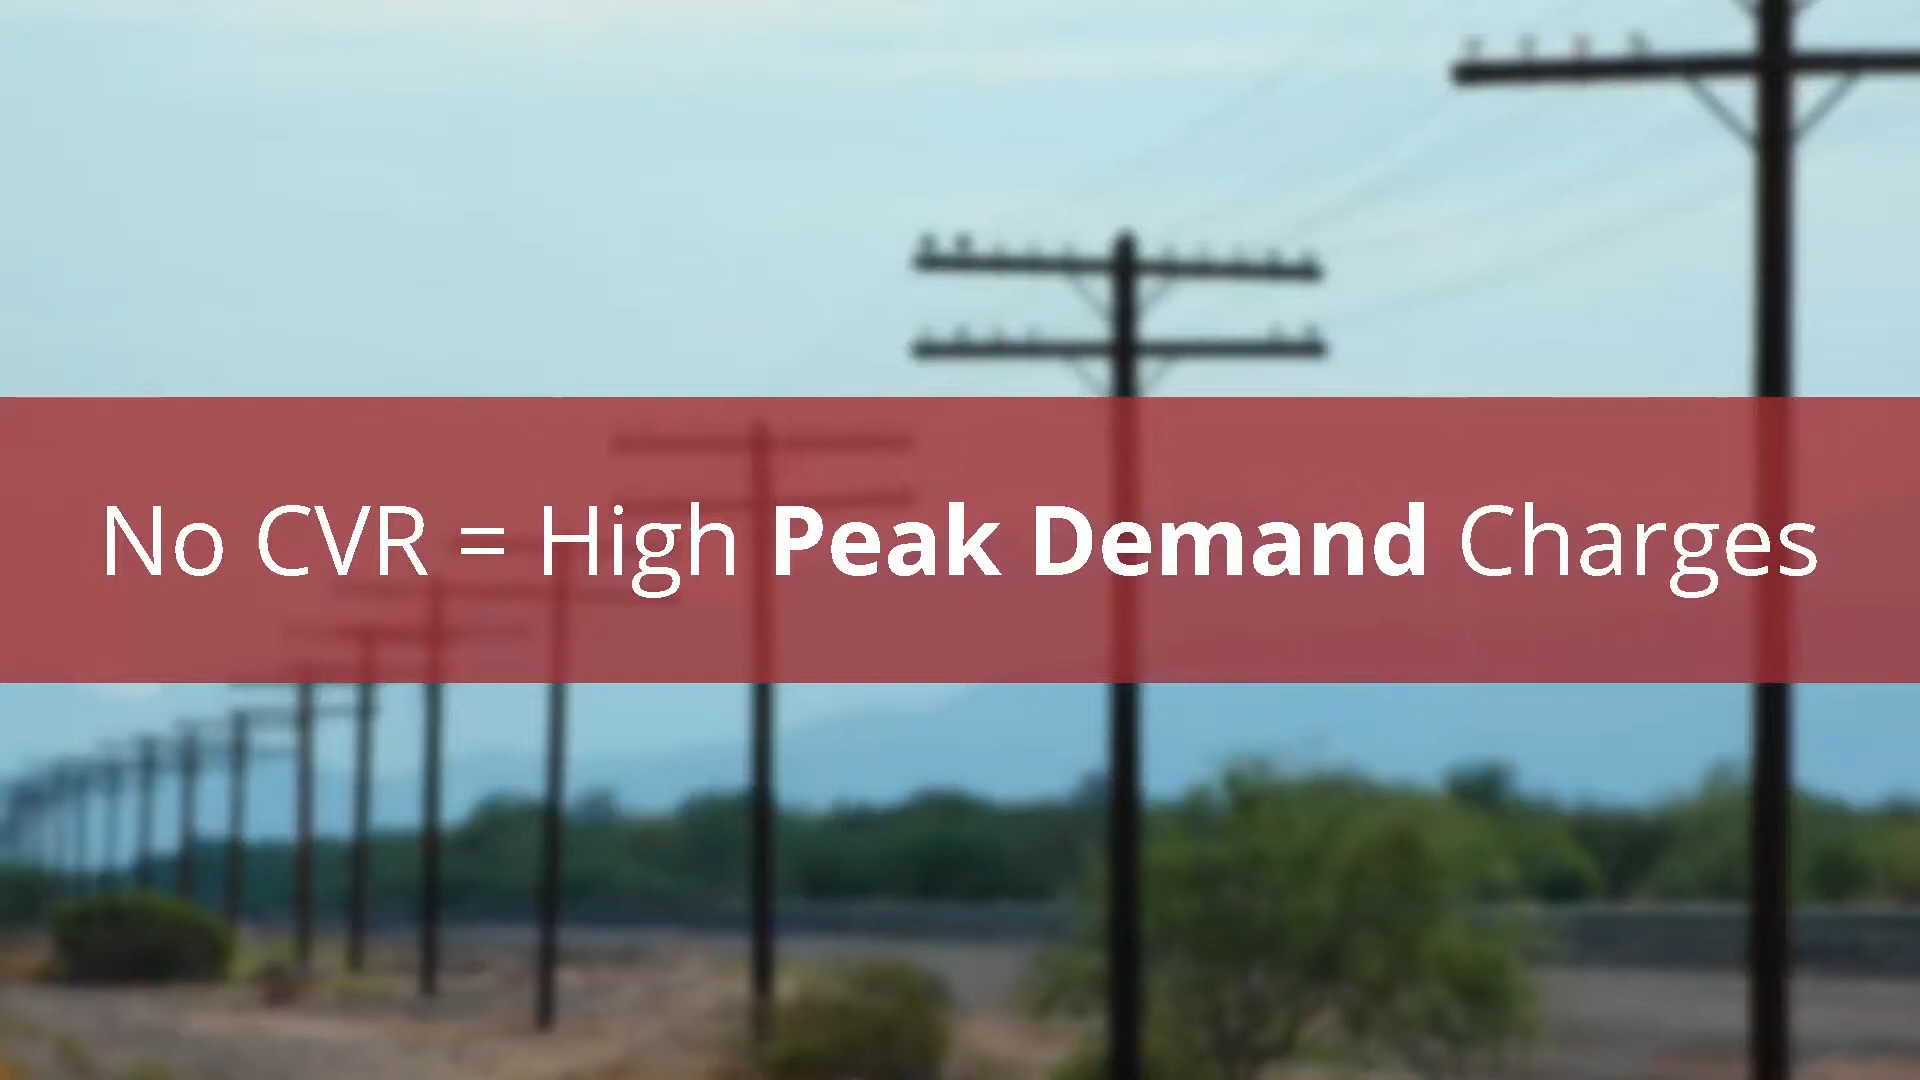 No CVR = High Peak Demand Charges